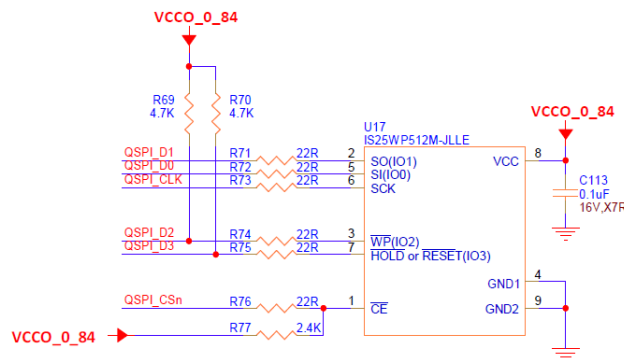 VCCO_0_84
R69
4.7K
R70
4.7K
VCCO_0_84
U17
IS25WP512M-JLLE
QSPI_D1
R71
22R
2
SO(IO1)
VCC
8
QSPI_D0
R72
22R
5
SI(IO0)
QSPI_CLK
R73
22R
6
SCK
C113
0.1uF
16V,X7R
QSPI_D2
R74
22R
3
WP(IO2)
QSPI_D3
R75
22R
7
HOLD or RESET(IO3)
GND1
4
QSPI_CSn
R76
22R
1
CE
GND2
9
VCCO_0_84
R77
2.4K